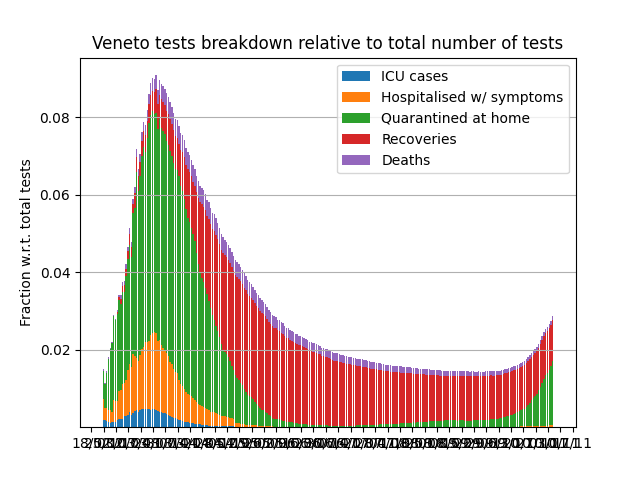 Veneto tests breakdown relative to total number of tests
ICU cases
Hospitalised w/ symptoms
Quarantined at home
Recoveries
Deaths
Fraction w.r.t. total tests
0.08
0.06
0.04
0.02